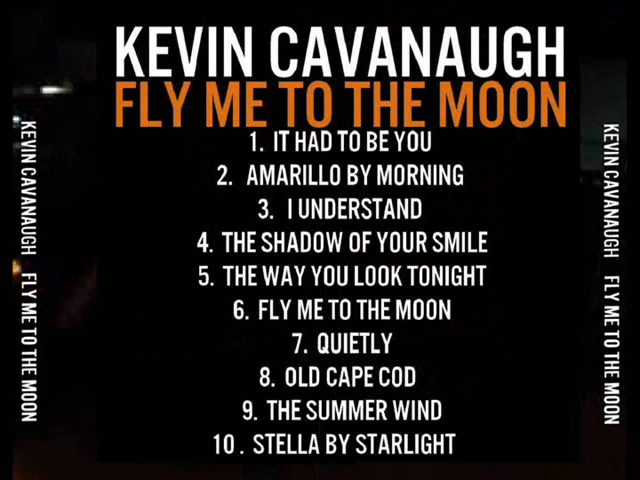 KEVIN CAVANAUGH
FLY ME TO THE MOON
1. IT HAD TO BE YOU
2. AMARILLO BY MORNING
3. I UNDERSTAND
4. THE SHADOW OF YOUR SMILE
5. THE WAY YOU LOOK TONIGHT
6. FLY ME TO THE MOON
7. QUIETLY
8. OLD CAPE COD
9. THE SUMMER WIND
10. STELLA BY STARLIGHT
KEVIN CAVANAUGH FLY ME TO THE MOON
KEVIN CAVANAUGH FLY ME TO THE MOON